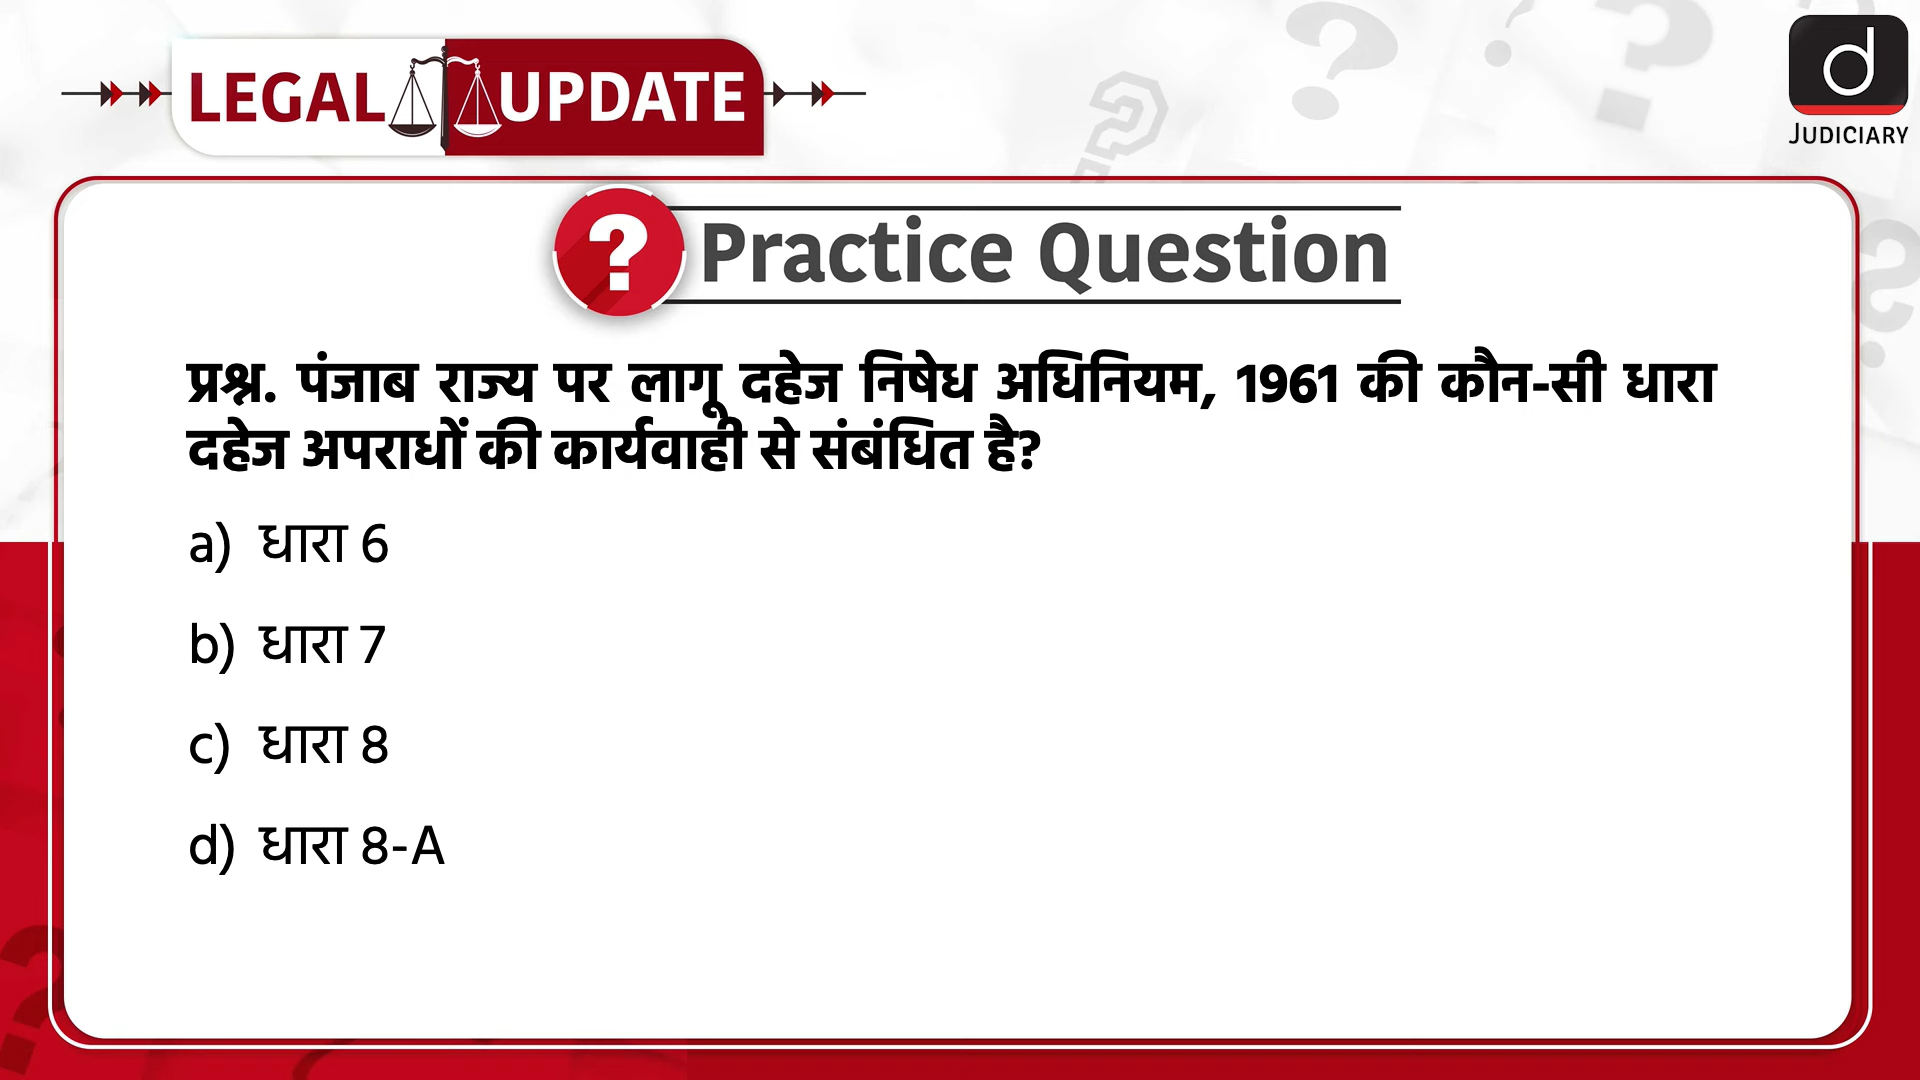 LEGAL UPDATE
d
JUDICIARY
? Practice Question
प्रश्न. पंजाब राज्य पर लागू दहेज निषेध अधिनियम, 1961 की कौन-सी धारा
दहेज अपराधों की कार्यवाही से संबंधित है?
a) धारा 6
b) धारा 7
c) धारा 8
d) धारा 8-A